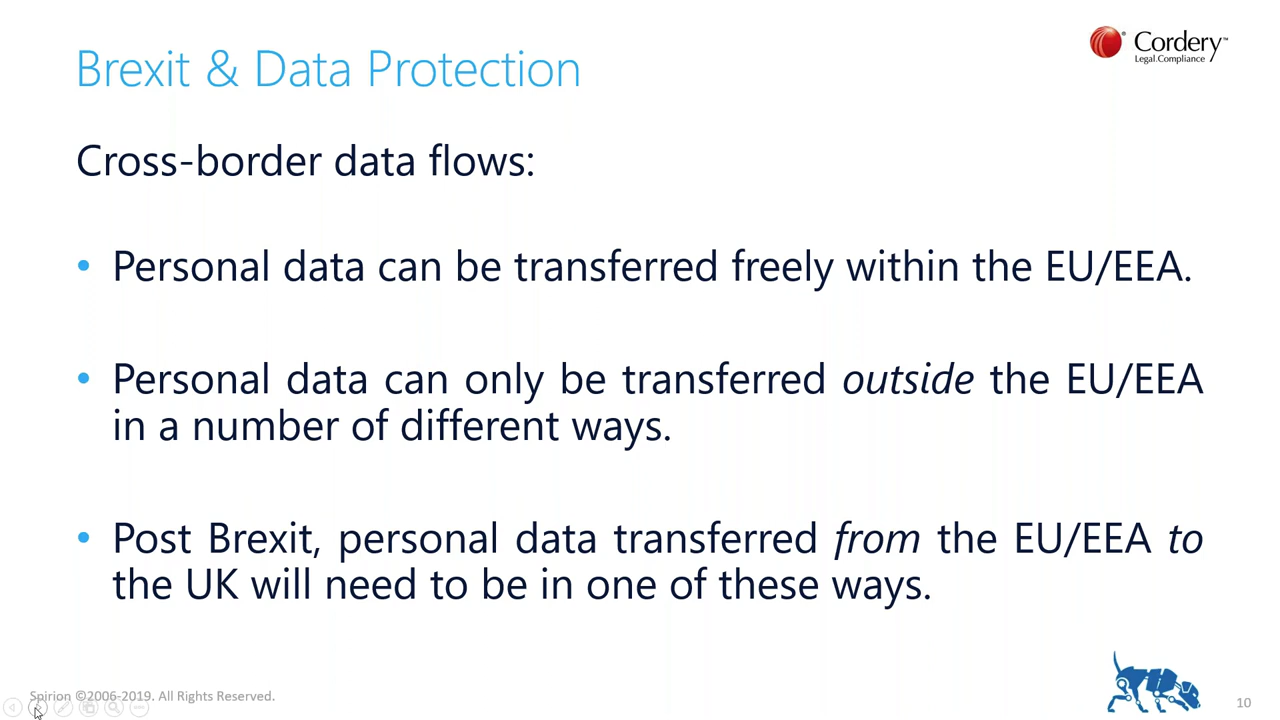 Brexit & Data Protection
Cordery™
Legal.Compliance
Cross-border data flows:
• Personal data can be transferred freely within the EU/EEA.
• Personal data can only be transferred outside the EU/EEA
in a number of different ways.
• Post Brexit, personal data transferred from the EU/EEA to
the UK will need to be in one of these ways.
Spirion ©2006-2019. All Rights Reserved.
10